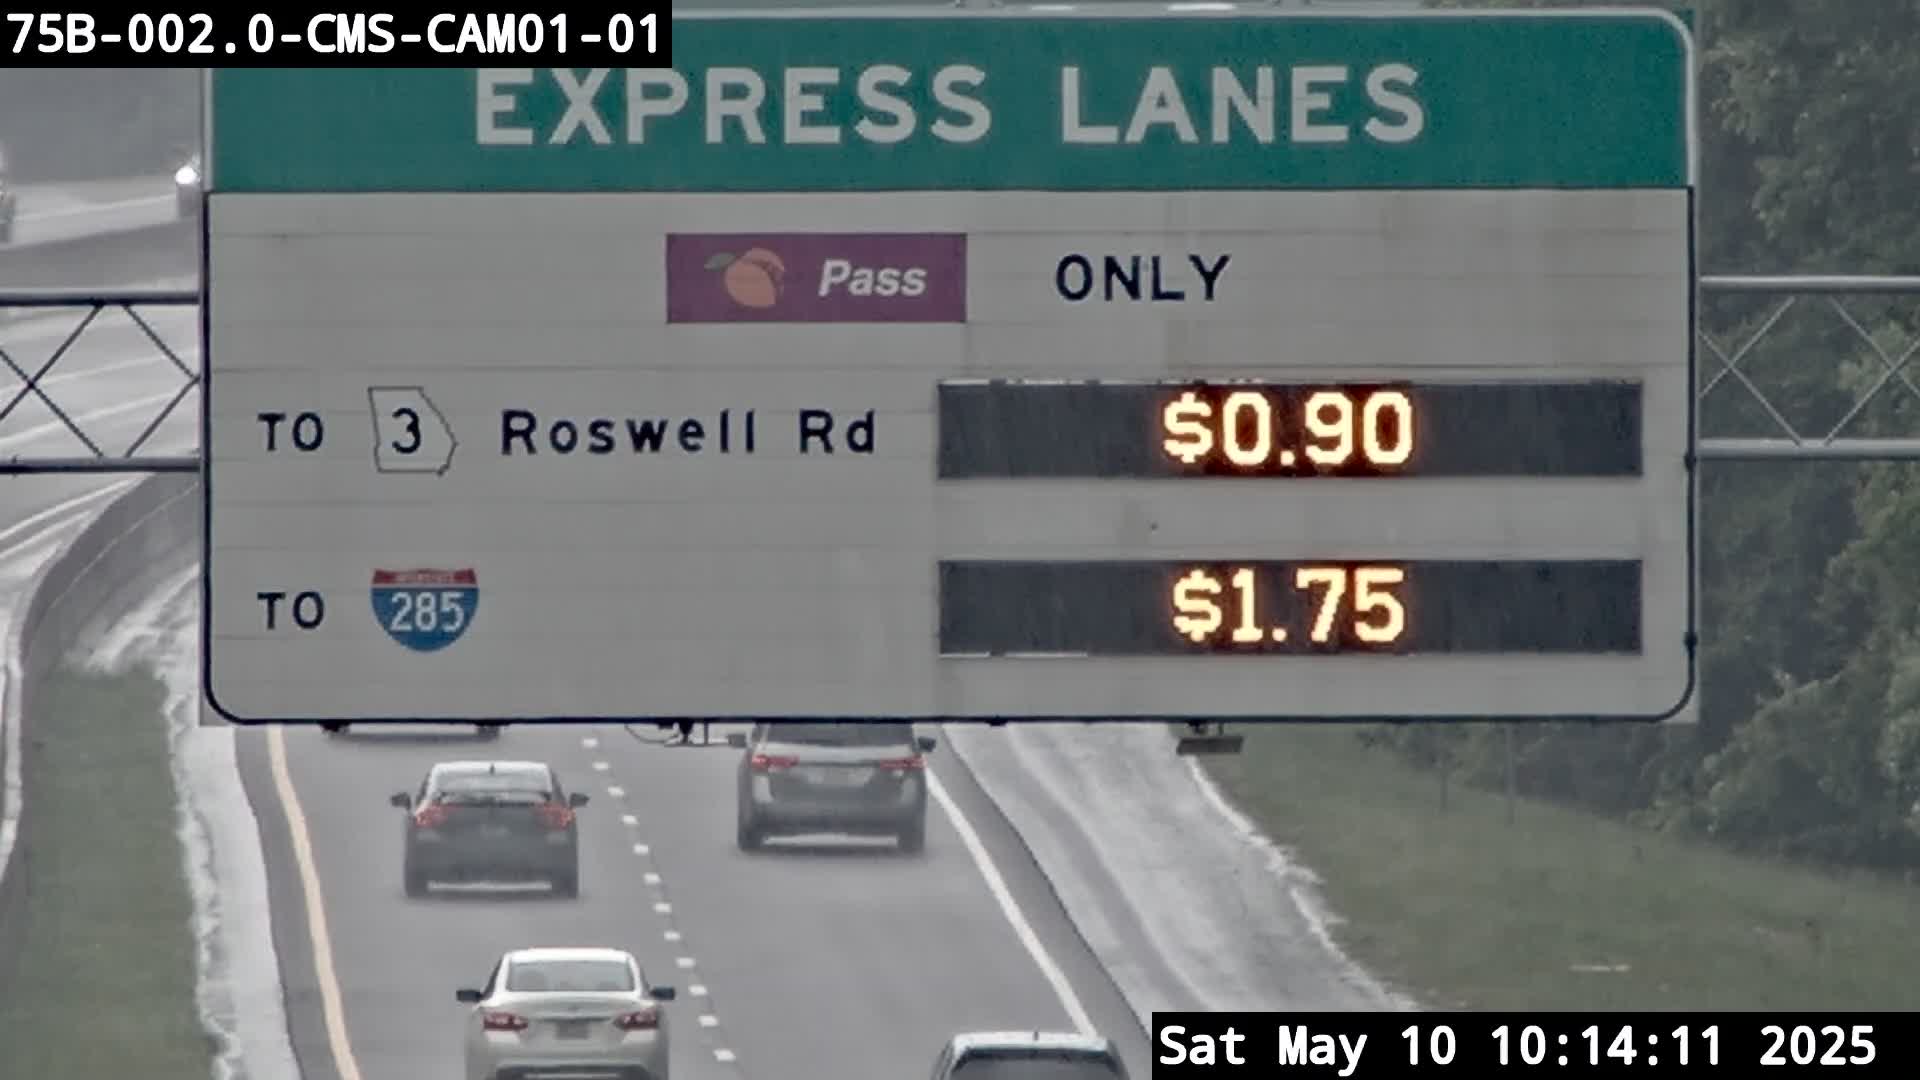 75B-002.0-CMS-CAM01-01
EXPRESS LANES
Pass ONLY
TO 3 Roswell Rd $0.90
TO INTERSTATE 285 $1.75
Sat May 10 10:14:11 2025